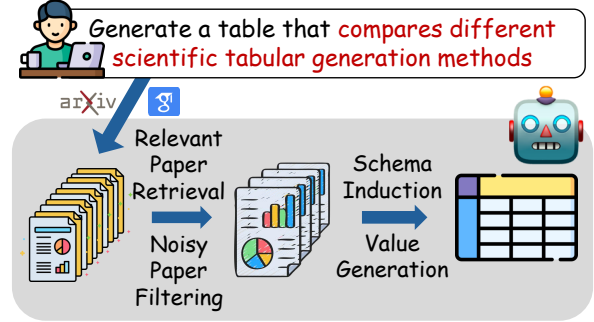 Generate a table that compares different
scientific tabular generation methods
arXiv
Relevant
Paper
Retrieval
Noisy
Paper
Filtering
Schema
Induction
Value
Generation